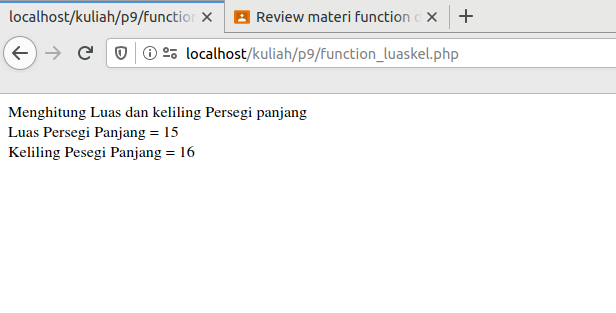 localhost/kuliah/p9/function
Review materi function
localhost/kuliah/p9/function_luaskel.php
Menghitung Luas dan keliling Persegi panjang
Luas Persegi Panjang = 15
Keliling Pesegi Panjang = 16